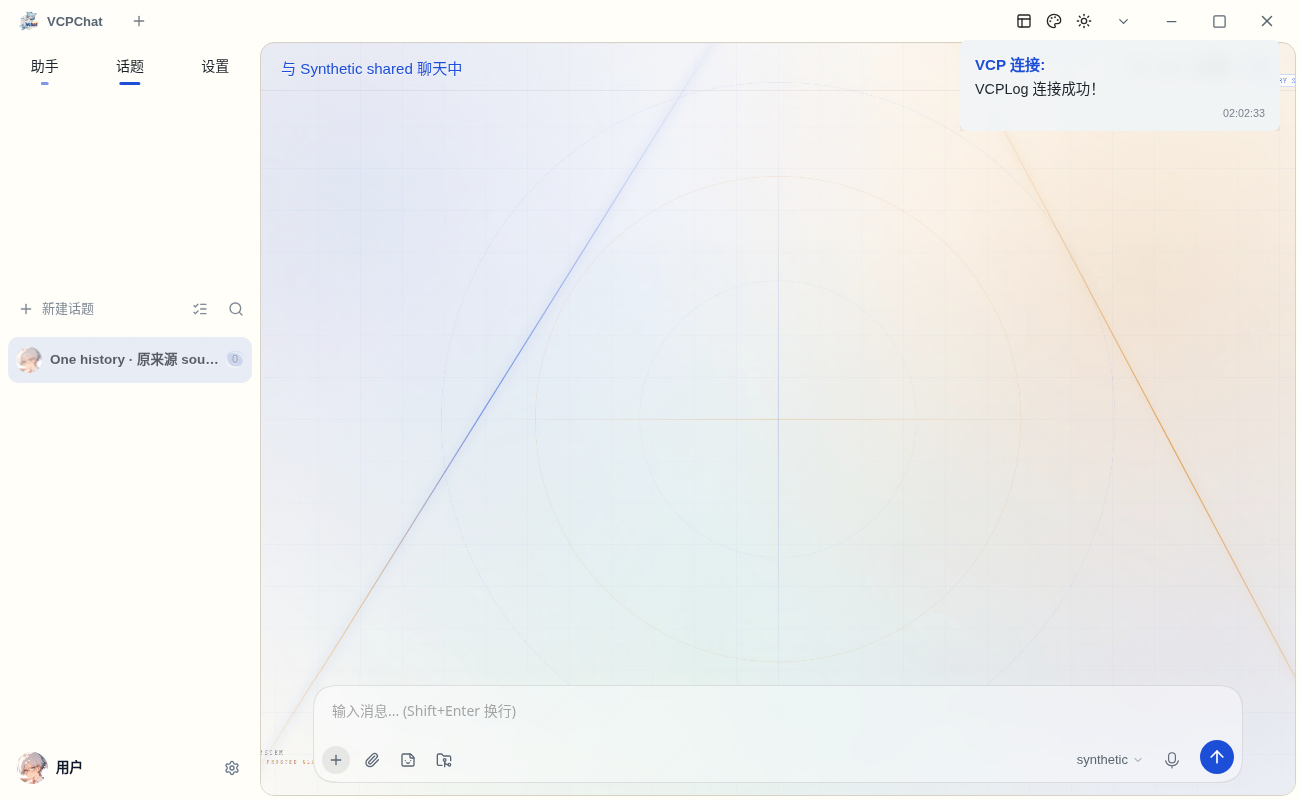 VCPChat
助手
话题
设置
与 Synthetic shared 聊天中
VCP 连接:
VCPLog 连接成功！
02:02:33
新建话题
One history · 原来源 sou…
0
输入消息... (Shift+Enter 换行)
synthetic
用户